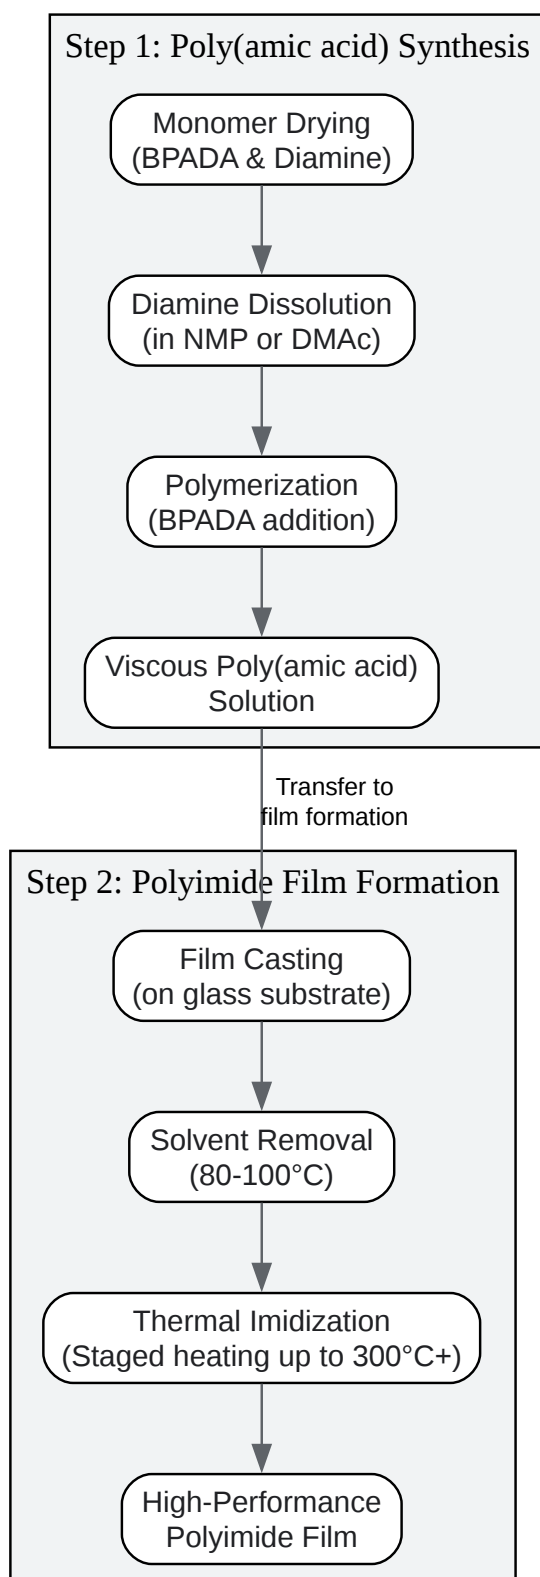 Step 1: Poly(amic acid) Synthesis
Monomer Drying
(BPADA & Diamine)
Diamine Dissolution
(in NMP or DMAc)
Polymerization
(BPADA addition)
Viscous Poly(amic acid)
Solution
Transfer to
film formation
Step 2: Polyimide Film Formation
Film Casting
(on glass substrate)
Solvent Removal
(80-100°C)
Thermal Imidization
(Staged heating up to 300°C+)
High-Performance
Polyimide Film